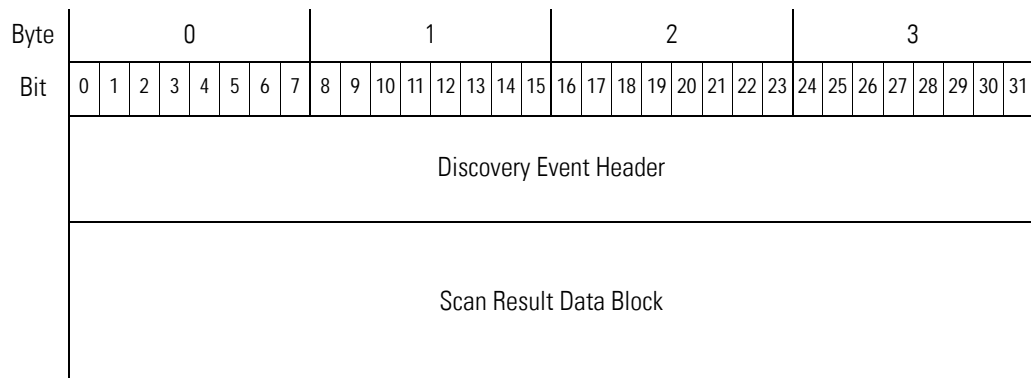 Byte 0 1 2 3
Bit 0 1 2 3 4 5 6 7 8 9 10 11 12 13 14 15 16 17 18 19 20 21 22 23 24 25 26 27 28 29 30 31
Discovery Event Header
Scan Result Data Block